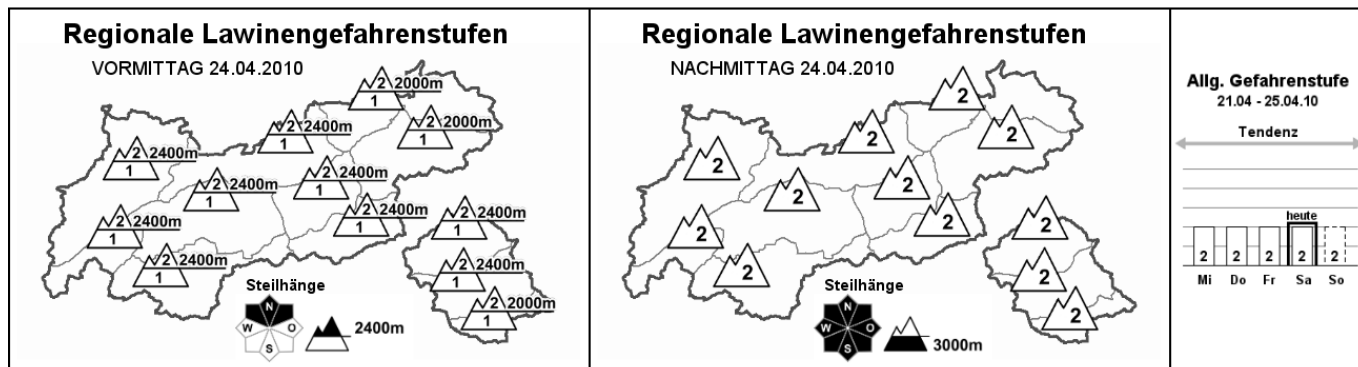 Regionale Lawinengefahrenstufen
VORMITTAG 24.04.2010
2 2000m
1
2 2400m
1
2 2000m
1
2 2400m
1
2 2400m
1
2 2400m
1
2 2400m
1
2 2400m
1
2 2400m
1
2 2400m
1
2 2400m
1
2 2000m
1
Steilhänge
N
W O
S
2400m
Regionale Lawinengefahrenstufen
NACHMITTAG 24.04.2010
2
2
2
2
2
2
2
2
2
2
2
2
Steilhänge
N
W O
S
3000m
Allg. Gefahrenstufe
21.04 - 25.04.10
Tendenz
heute
2 2 2 2 2
Mi Do Fr Sa So